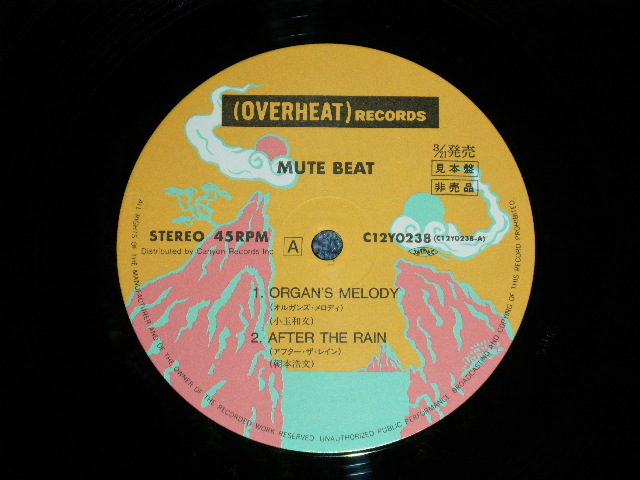 (OVERHEAT) RECORDS
MUTE BEAT
3/21発売
見本盤
非売品
STEREO 45RPM
A
C12Y0238 (C12Y0238-A)
Distributed by Canyon Records Inc.
1. ORGAN'S MELODY
(オルガンズ・メロディ)
(小玉和文)
2. AFTER THE RAIN
(アフター・ザ・レイン)
(朝本浩文)
ALL RIGHTS OF THE MANUFACTURER AND OF THE OWNER OF THE RECORDED WORK RESERVED UNAUTHORIZED PUBLIC PERFORMANCE BROADCASTING AND COPYING OF THIS RECORD PROHIBITED